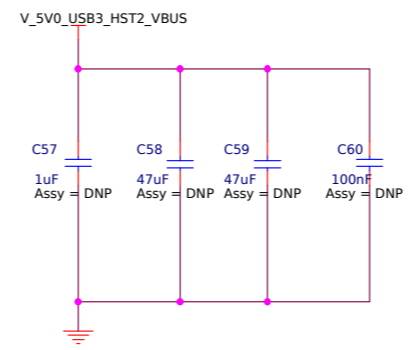 V_5V0_USB3_HST2_VBUS
C57 C58 C59 C60
1uF 47uF 47uF 100nF
Assy = DNP Assy = DNP Assy = DNP Assy = DNP